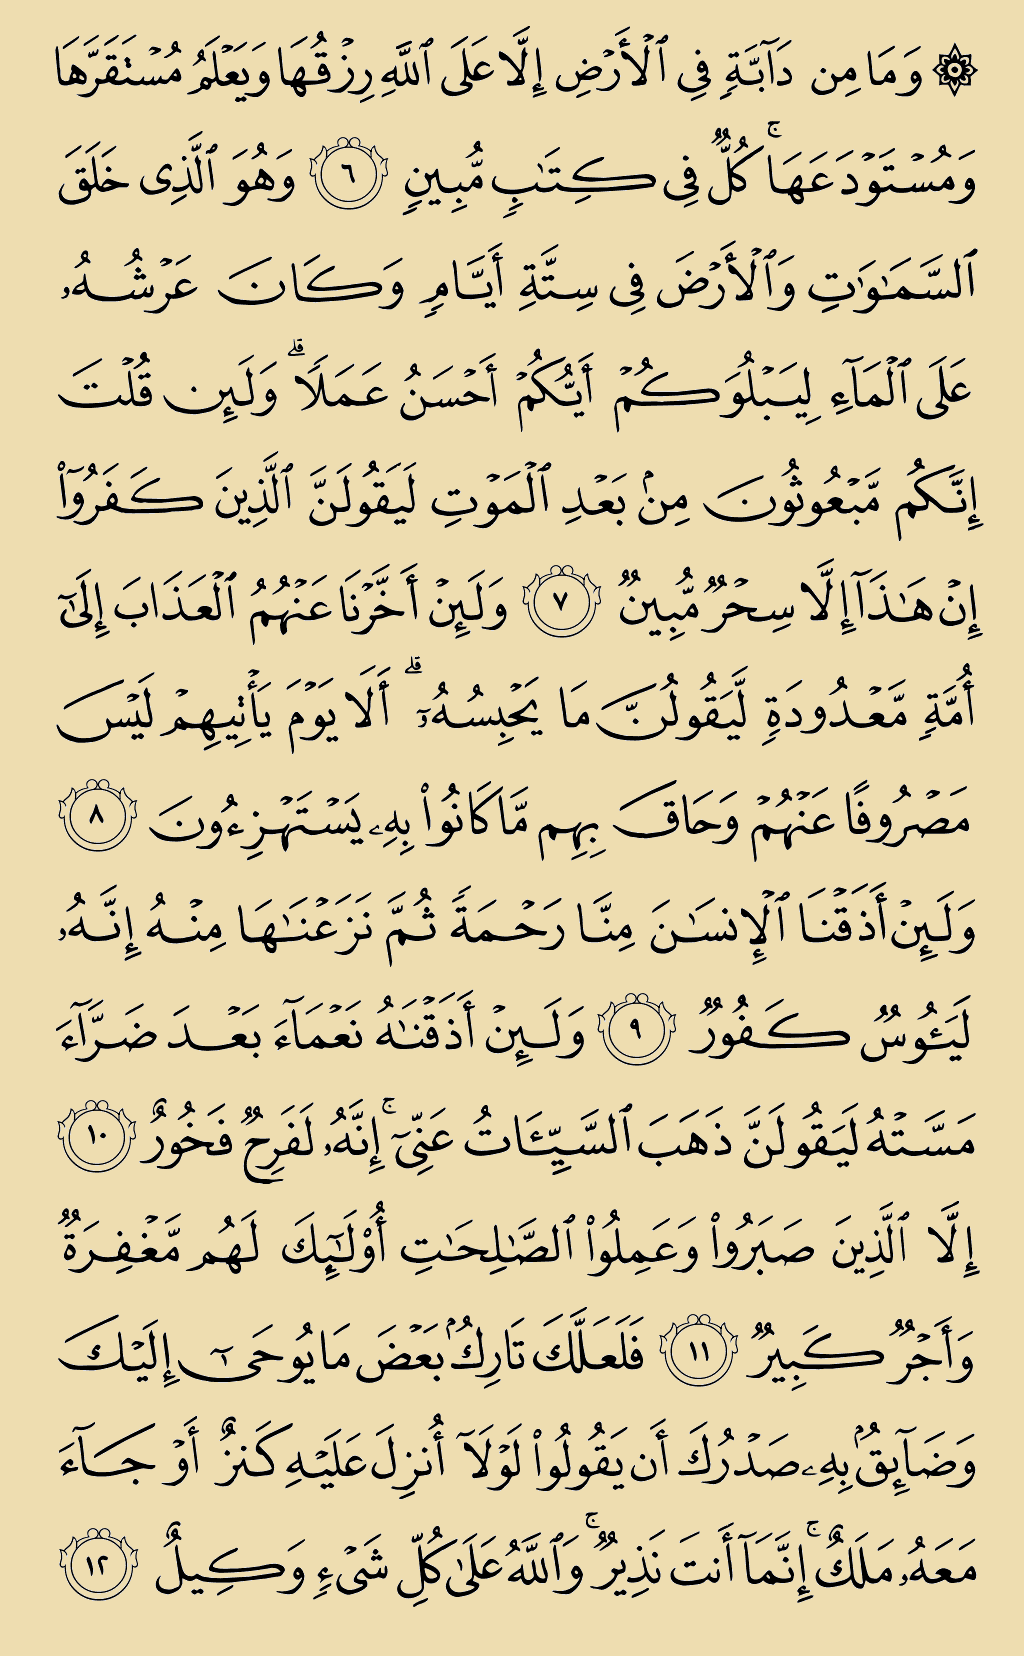 ۞ وَمَا مِن دَآبَّةٍ فِي ٱلْأَرْضِ إِلَّا عَلَى ٱللَّهِ رِزْقُهَا وَيَعْلَمُ مُسْتَقَرَّهَا
وَمُسْتَوْدَعَهَا ۚ كُلٌّ فِي كِتَٰبٍ مُّبِينٍ ٦ وَهُوَ ٱلَّذِي خَلَقَ
ٱلسَّمَٰوَٰتِ وَٱلْأَرْضَ فِي سِتَّةِ أَيَّامٍ وَكَانَ عَرْشُهُۥ
عَلَى ٱلْمَآءِ لِيَبْلُوَكُمْ أَيُّكُمْ أَحْسَنُ عَمَلًا ۗ وَلَئِن قُلْتَ
إِنَّكُم مَّبْعُوثُونَ مِنۢ بَعْدِ ٱلْمَوْتِ لَيَقُولَنَّ ٱلَّذِينَ كَفَرُوٓا۟
إِنْ هَٰذَآ إِلَّا سِحْرٌ مُّبِينٌ ٧ وَلَئِنْ أَخَّرْنَا عَنْهُمُ ٱلْعَذَابَ إِلَىٰٓ
أُمَّةٍ مَّعْدُودَةٍ لَّيَقُولُنَّ مَا يَحْبِسُهُۥٓ ۗ أَلَا يَوْمَ يَأْتِيهِمْ لَيْسَ
مَصْرُوفًا عَنْهُمْ وَحَاقَ بِهِم مَّا كَانُوا۟ بِهِۦ يَسْتَهْزِءُونَ ٨
وَلَئِنْ أَذَقْنَا ٱلْإِنسَٰنَ مِنَّا رَحْمَةً ثُمَّ نَزَعْنَٰهَا مِنْهُ إِنَّهُۥ
لَيَـُٔوسٌ كَفُورٌ ٩ وَلَئِنْ أَذَقْنَٰهُ نَعْمَآءَ بَعْدَ ضَرَّآءَ
مَسَّتْهُ لَيَقُولَنَّ ذَهَبَ ٱلسَّيِّـَٔاتُ عَنِّيٓ ۚ إِنَّهُۥ لَفَرِحٌ فَخُورٌ ١٠
إِلَّا ٱلَّذِينَ صَبَرُوا۟ وَعَمِلُوا۟ ٱلصَّٰلِحَٰتِ أُو۟لَٰٓئِكَ لَهُم مَّغْفِرَةٌ
وَأَجْرٌ كَبِيرٌ ١١ فَلَعَلَّكَ تَارِكٌۢ بَعْضَ مَا يُوحَىٰٓ إِلَيْكَ
وَضَآئِقٌۢ بِهِۦ صَدْرُكَ أَن يَقُولُوا۟ لَوْلَآ أُنزِلَ عَلَيْهِ كَنزٌ أَوْ جَآءَ
مَعَهُۥ مَلَكٌ ۚ إِنَّمَآ أَنتَ نَذِيرٌ ۚ وَٱللَّهُ عَلَىٰ كُلِّ شَيْءٍ وَكِيلٌ ١٢